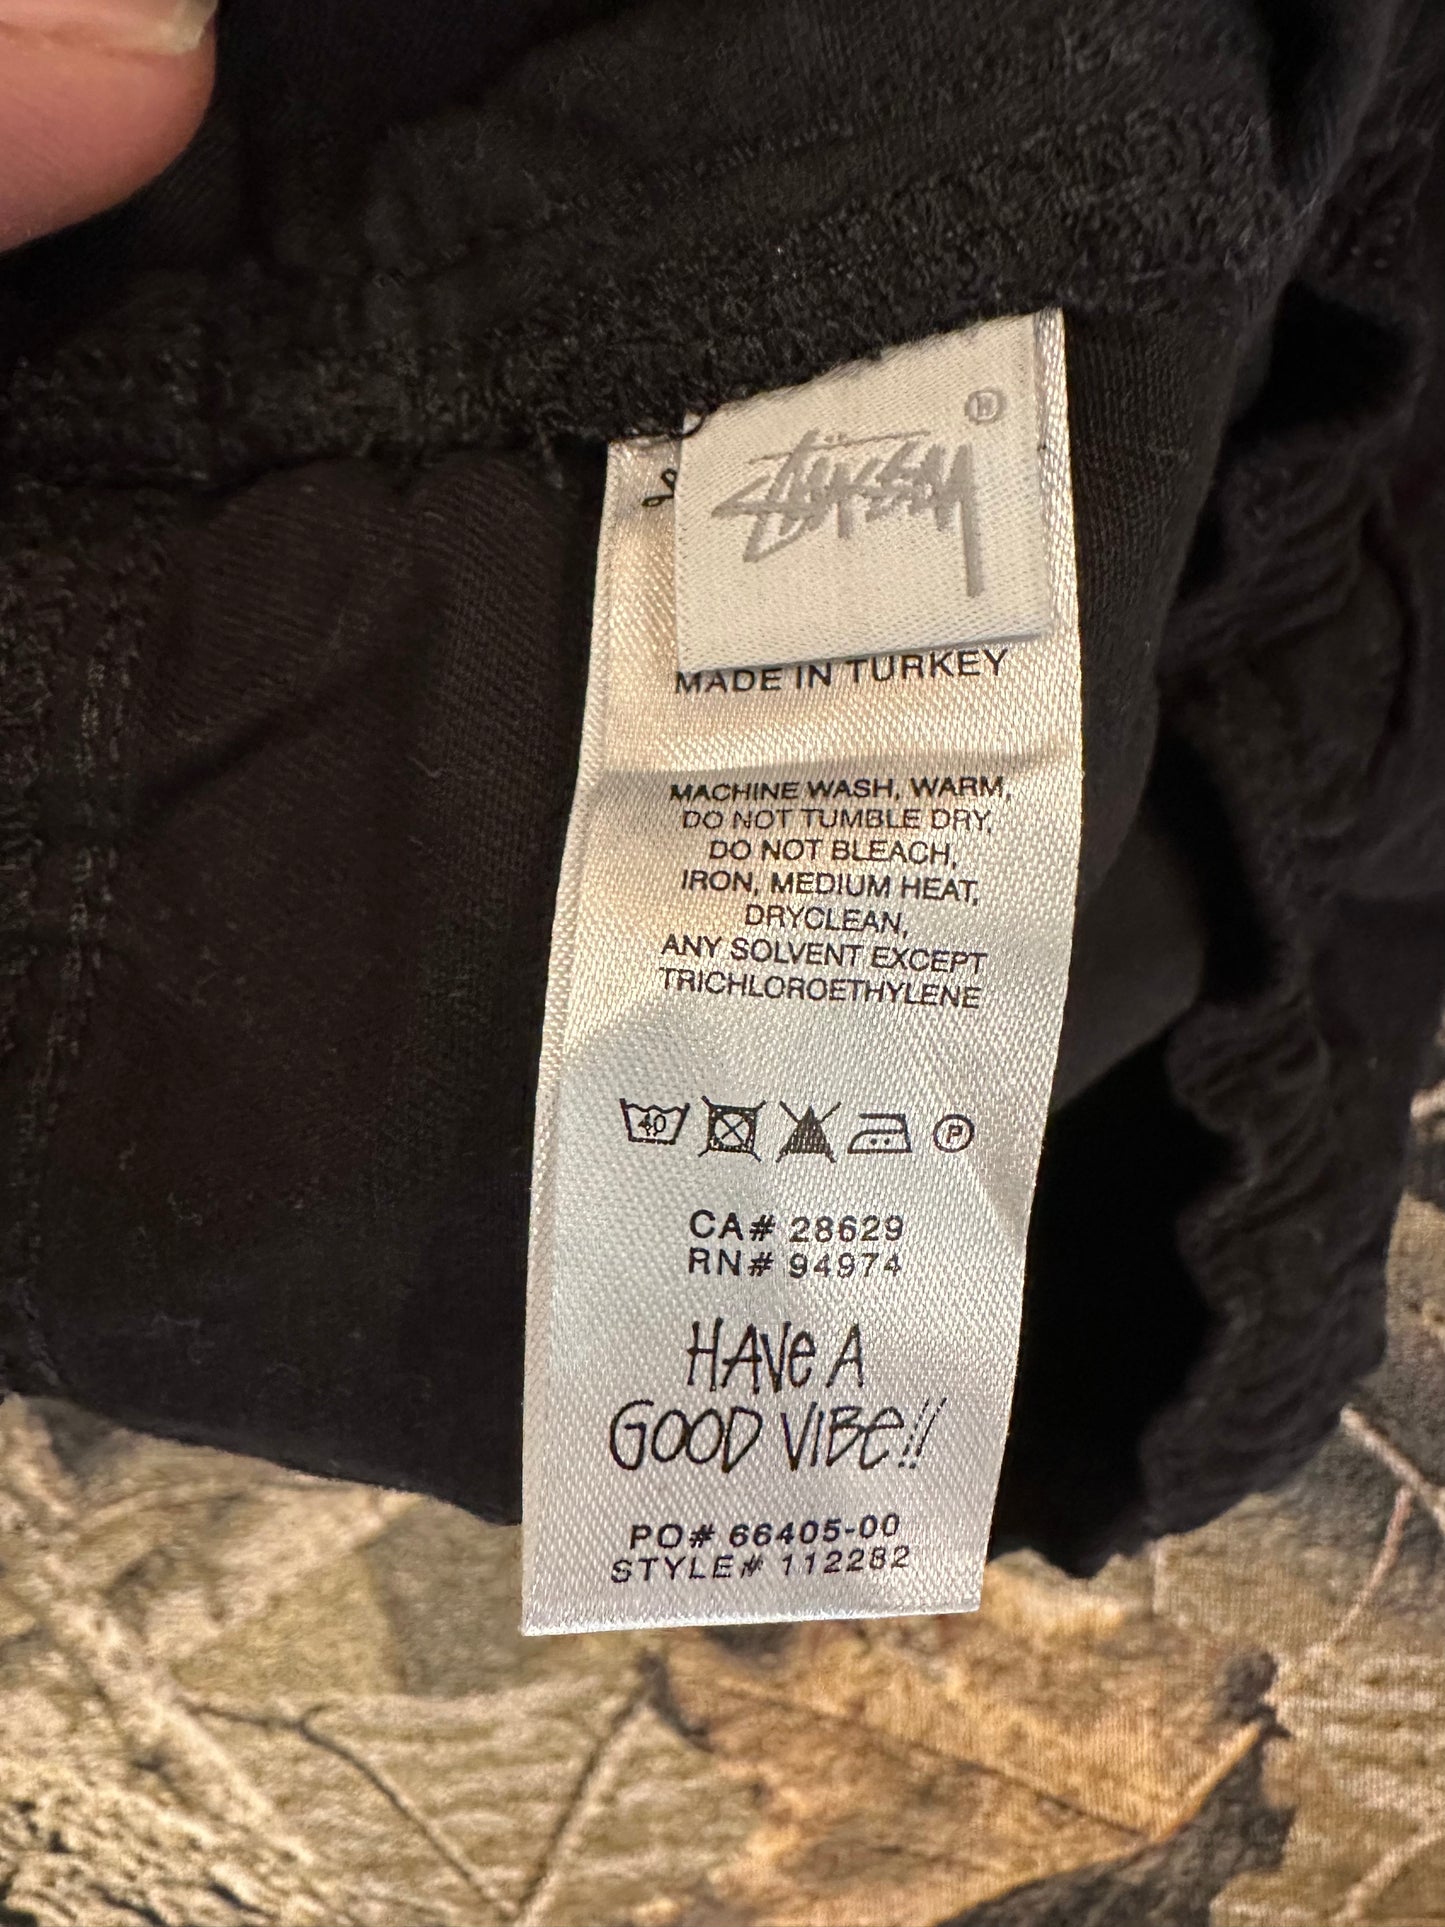 STÜSSY ®
MADE IN TURKEY
MACHINE WASH, WARM,
DO NOT TUMBLE DRY,
DO NOT BLEACH,
IRON, MEDIUM HEAT,
DRYCLEAN,
ANY SOLVENT EXCEPT
TRICHLOROETHYLENE
40 P
CA# 28629
RN# 94974
HAVE A
GOOD VIBE!!
PO# 66405-00
STYLE# 112282